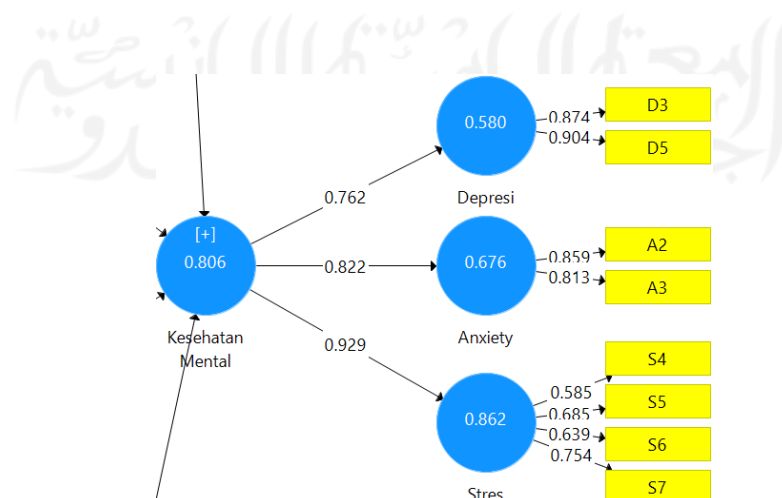 0.580
0.874
0.904
D3
D5
Depresi
0.762
[+]
0.806
Kesehatan
Mental
0.822
0.676
0.859
0.813
A2
A3
Anxiety
0.929
0.862
0.585
0.685
0.639
0.754
S4
S5
S6
S7
Stres